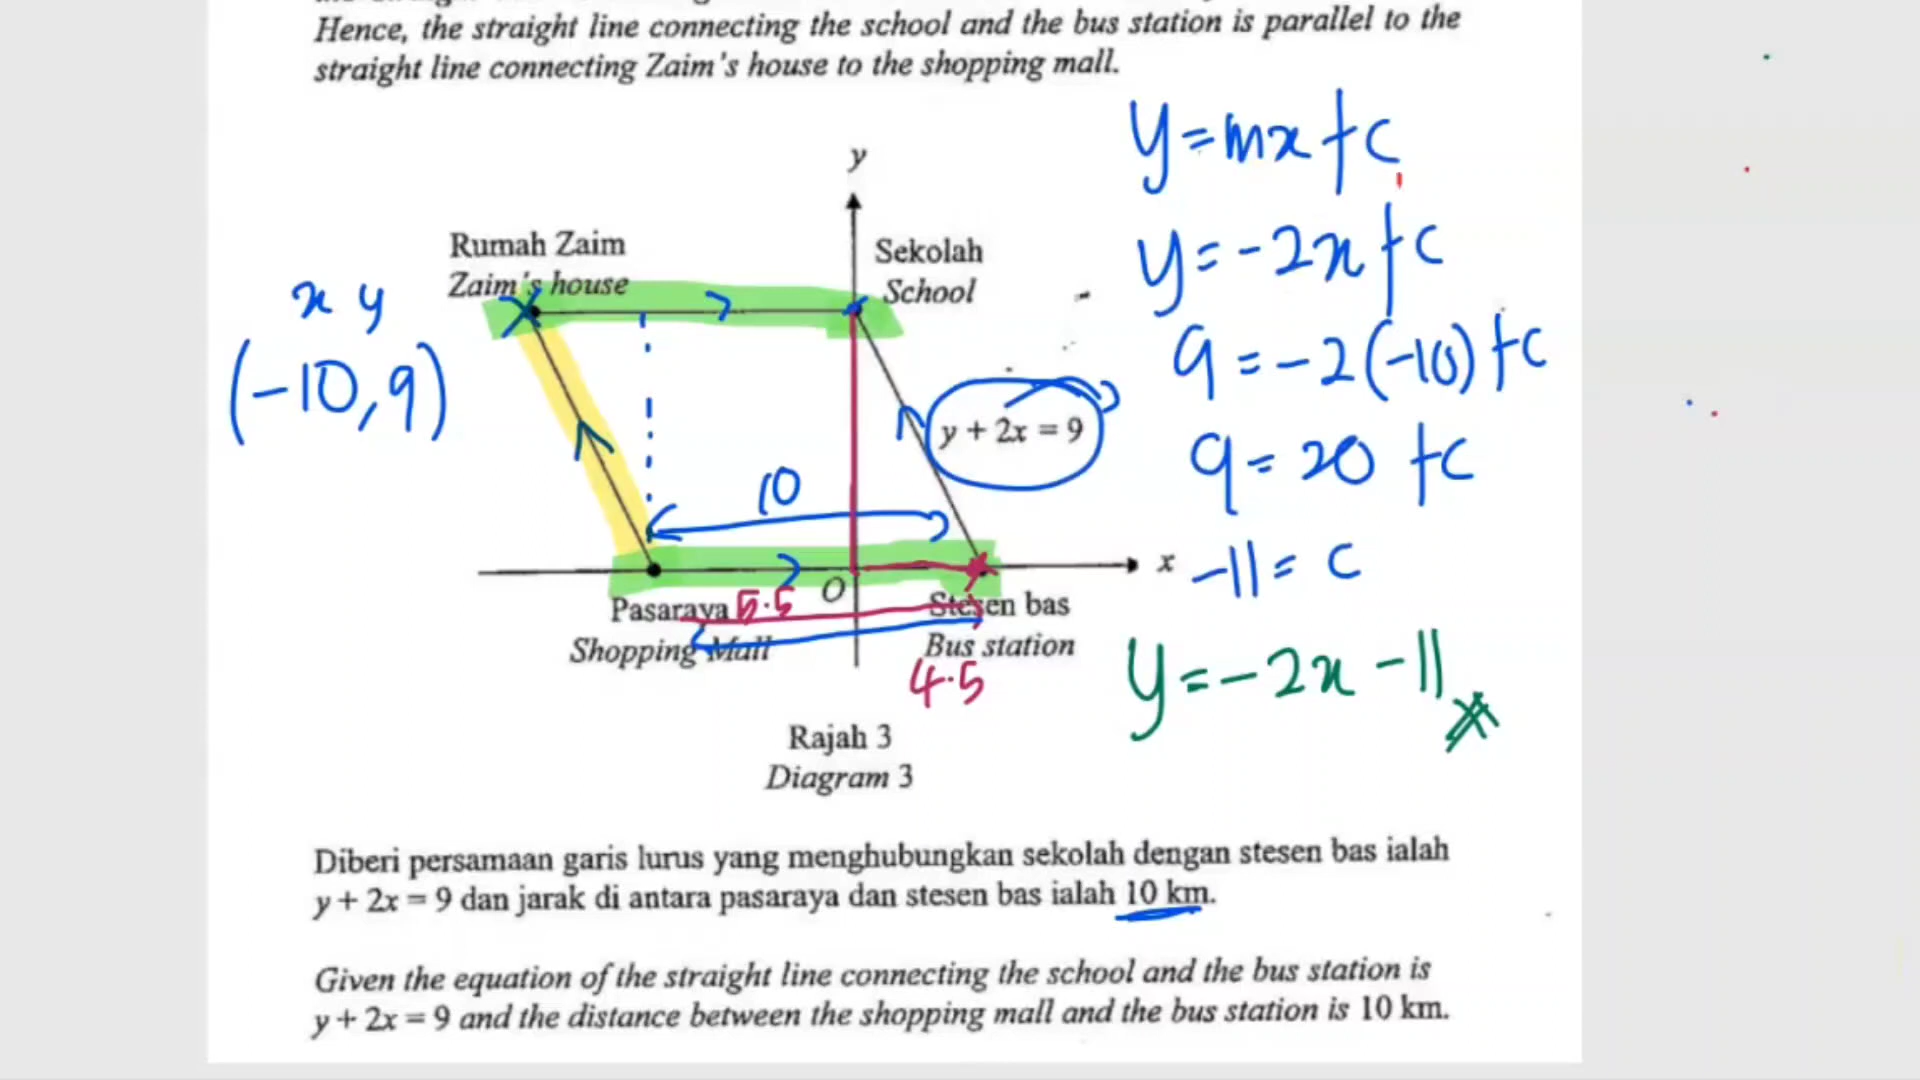 Hence, the straight line connecting the school and the bus station is parallel to the
straight line connecting Zaim's house to the shopping mall.
y
Rumah Zaim
Zaim's house
Sekolah
School
x y
(-10,9)
y + 2x = 9
10
x
O
Pasaraya
Shopping Mall
5.5
Stesen bas
Bus station
4.5
Rajah 3
Diagram 3
y=mx+c
y=-2x+c
9=-2(-10)+c
9=20+c
-11=c
y=-2x-11
Diberi persamaan garis lurus yang menghubungkan sekolah dengan stesen bas ialah
y + 2x = 9 dan jarak di antara pasaraya dan stesen bas ialah 10 km.
Given the equation of the straight line connecting the school and the bus station is
y + 2x = 9 and the distance between the shopping mall and the bus station is 10 km.